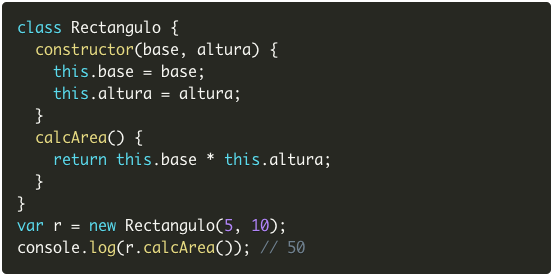 class Rectangulo {
  constructor(base, altura) {
    this.base = base;
    this.altura = altura;
  }
  calcArea() {
    return this.base * this.altura;
  }
}
var r = new Rectangulo(5, 10);
console.log(r.calcArea()); // 50